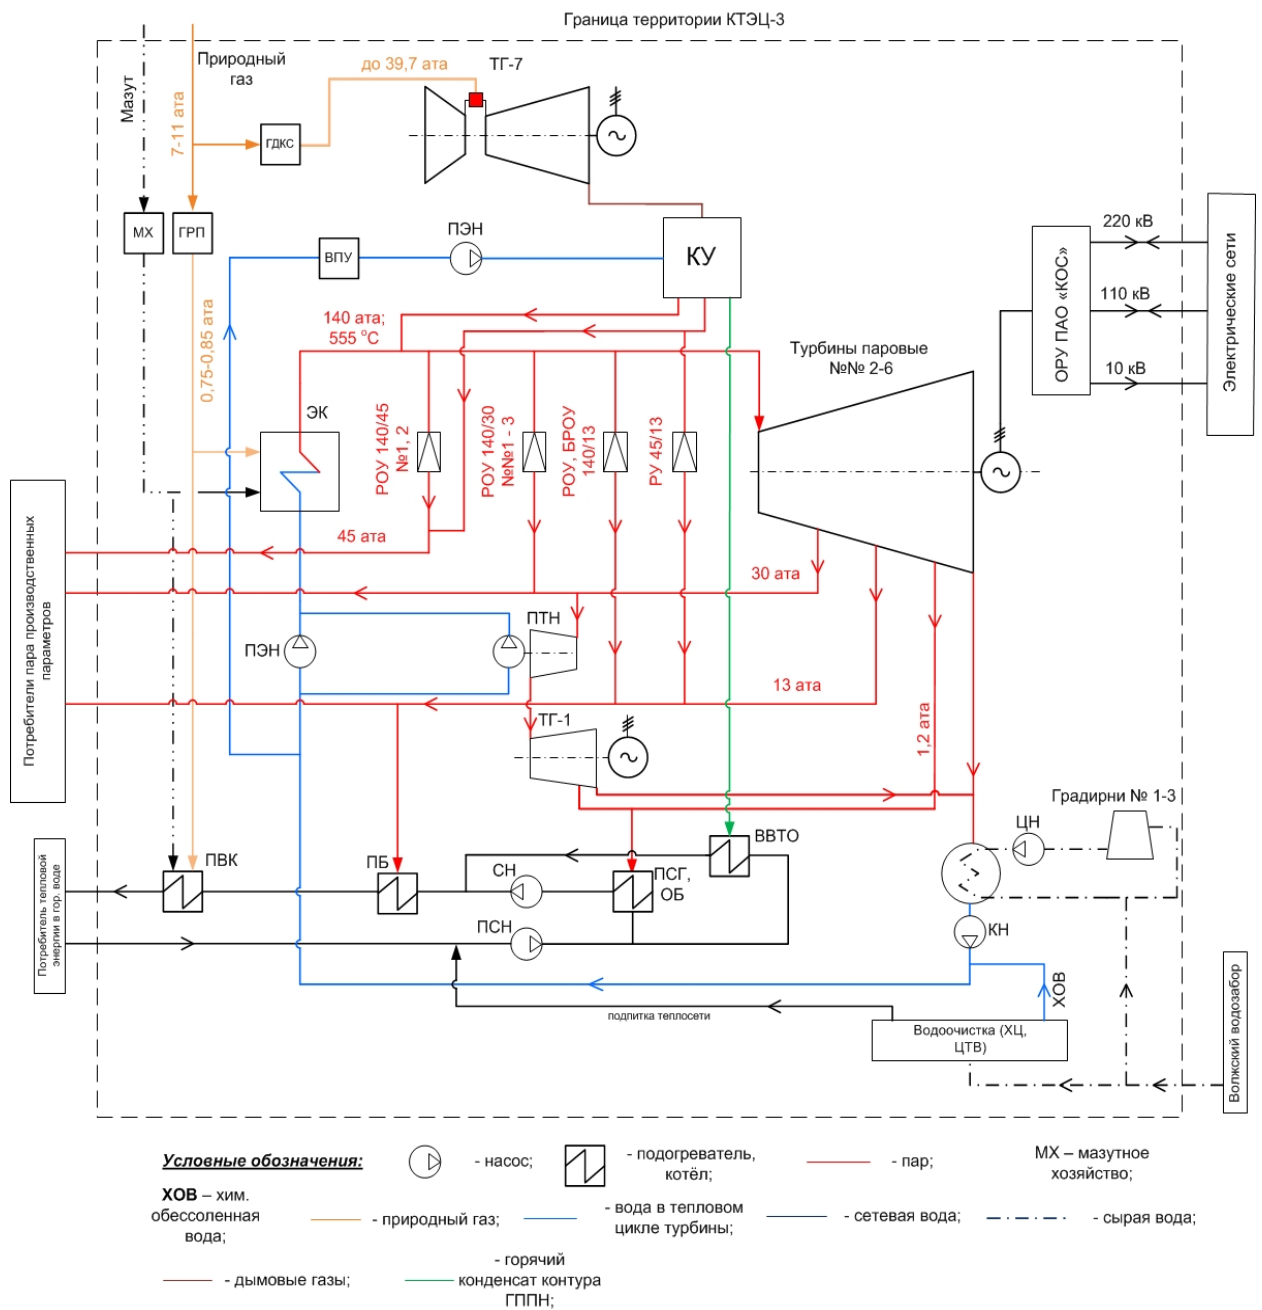 Граница территории КТЭЦ-3
Природный
газ
до 39,7 ата
ТГ-7
Мазут
7-11 ата
ГДКС
МХ
ГРП
ВПУ
ПЭН
КУ
220 кВ
110 кВ
10 кВ
ОРУ ПАО «КОС»
Электрические сети
140 ата;
555 °С
0,75-0,85 ата
Турбины паровые
№№ 2-6
ЭК
РОУ 140/45
№1, 2
РОУ 140/30
№№1 - 3
РОУ, БРОУ
140/13
РУ 45/13
45 ата
30 ата
Потребители пара производственных
параметров
ПЭН
ПТН
13 ата
ТГ-1
1,2 ата
Градирни № 1-3
ЦН
ВВТО
ПВК
ПБ
СН
ПСГ,
ОБ
ПСН
КН
Потребитель тепловой
энергии в гор. воде
ХОВ
подпитка теплосети
Водоочистка (ХЦ,
ЦТВ)
Волжский водозабор
Условные обозначения:
- насос;
- подогреватель,
котёл;
- пар;
МХ – мазутное
хозяйство;
ХОВ – хим.
обессоленная
вода;
- природный газ;
- вода в тепловом
цикле турбины;
- сетевая вода;
- сырая вода;
- дымовые газы;
- горячий
конденсат контура
ГППН;